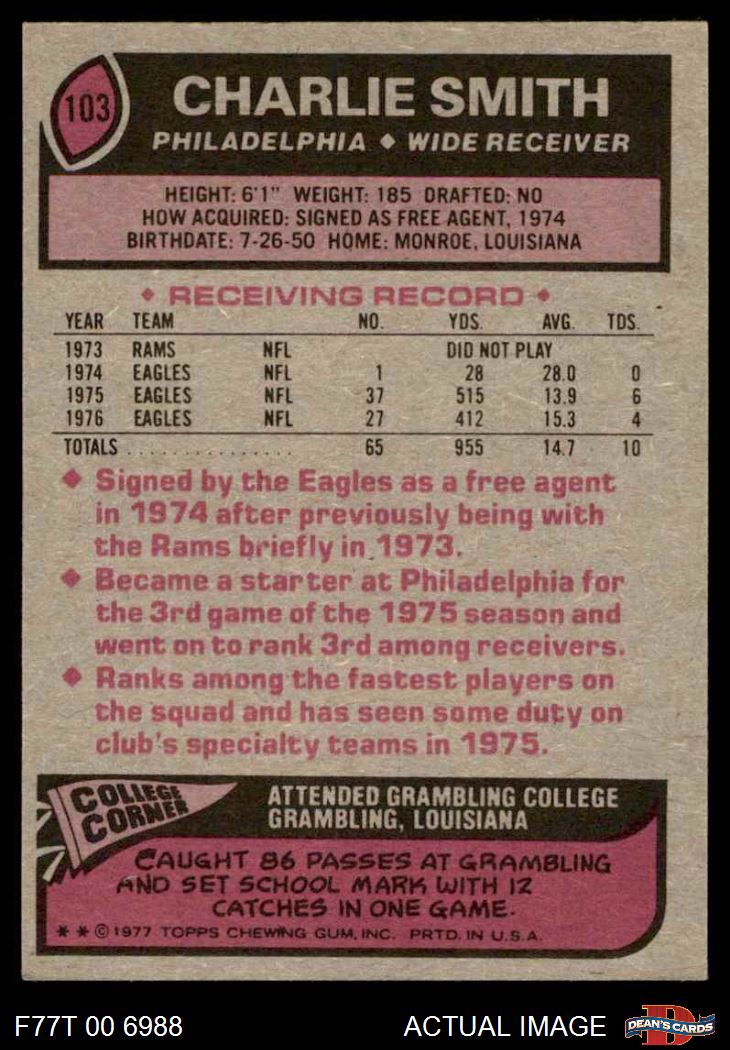 103
CHARLIE SMITH
PHILADELPHIA ◆ WIDE RECEIVER
HEIGHT: 6'1" WEIGHT: 185 DRAFTED: NO
HOW ACQUIRED: SIGNED AS FREE AGENT, 1974
BIRTHDATE: 7-26-50 HOME: MONROE, LOUISIANA
◆ RECEIVING RECORD ◆
YEAR TEAM NO. YDS. AVG. TDS.
1973 RAMS NFL DID NOT PLAY
1974 EAGLES NFL 1 28 28.0 0
1975 EAGLES NFL 37 515 13.9 6
1976 EAGLES NFL 27 412 15.3 4
TOTALS . . . . . . . . . . . . . . . 65 955 14.7 10
◆ Signed by the Eagles as a free agent
in 1974 after previously being with
the Rams briefly in 1973.
◆ Became a starter at Philadelphia for
the 3rd game of the 1975 season and
went on to rank 3rd among receivers.
◆ Ranks among the fastest players on
the squad and has seen some duty on
club's specialty teams in 1975.
COLLEGE
CORNER
ATTENDED GRAMBLING COLLEGE
GRAMBLING, LOUISIANA
CAUGHT 86 PASSES AT GRAMBLING
AND SET SCHOOL MARK WITH 12
CATCHES IN ONE GAME.
* * © 1977 TOPPS CHEWING GUM, INC. PRTD. IN U.S.A.
F77T 00 6988
ACTUAL IMAGE
D
DEAN'S CARDS